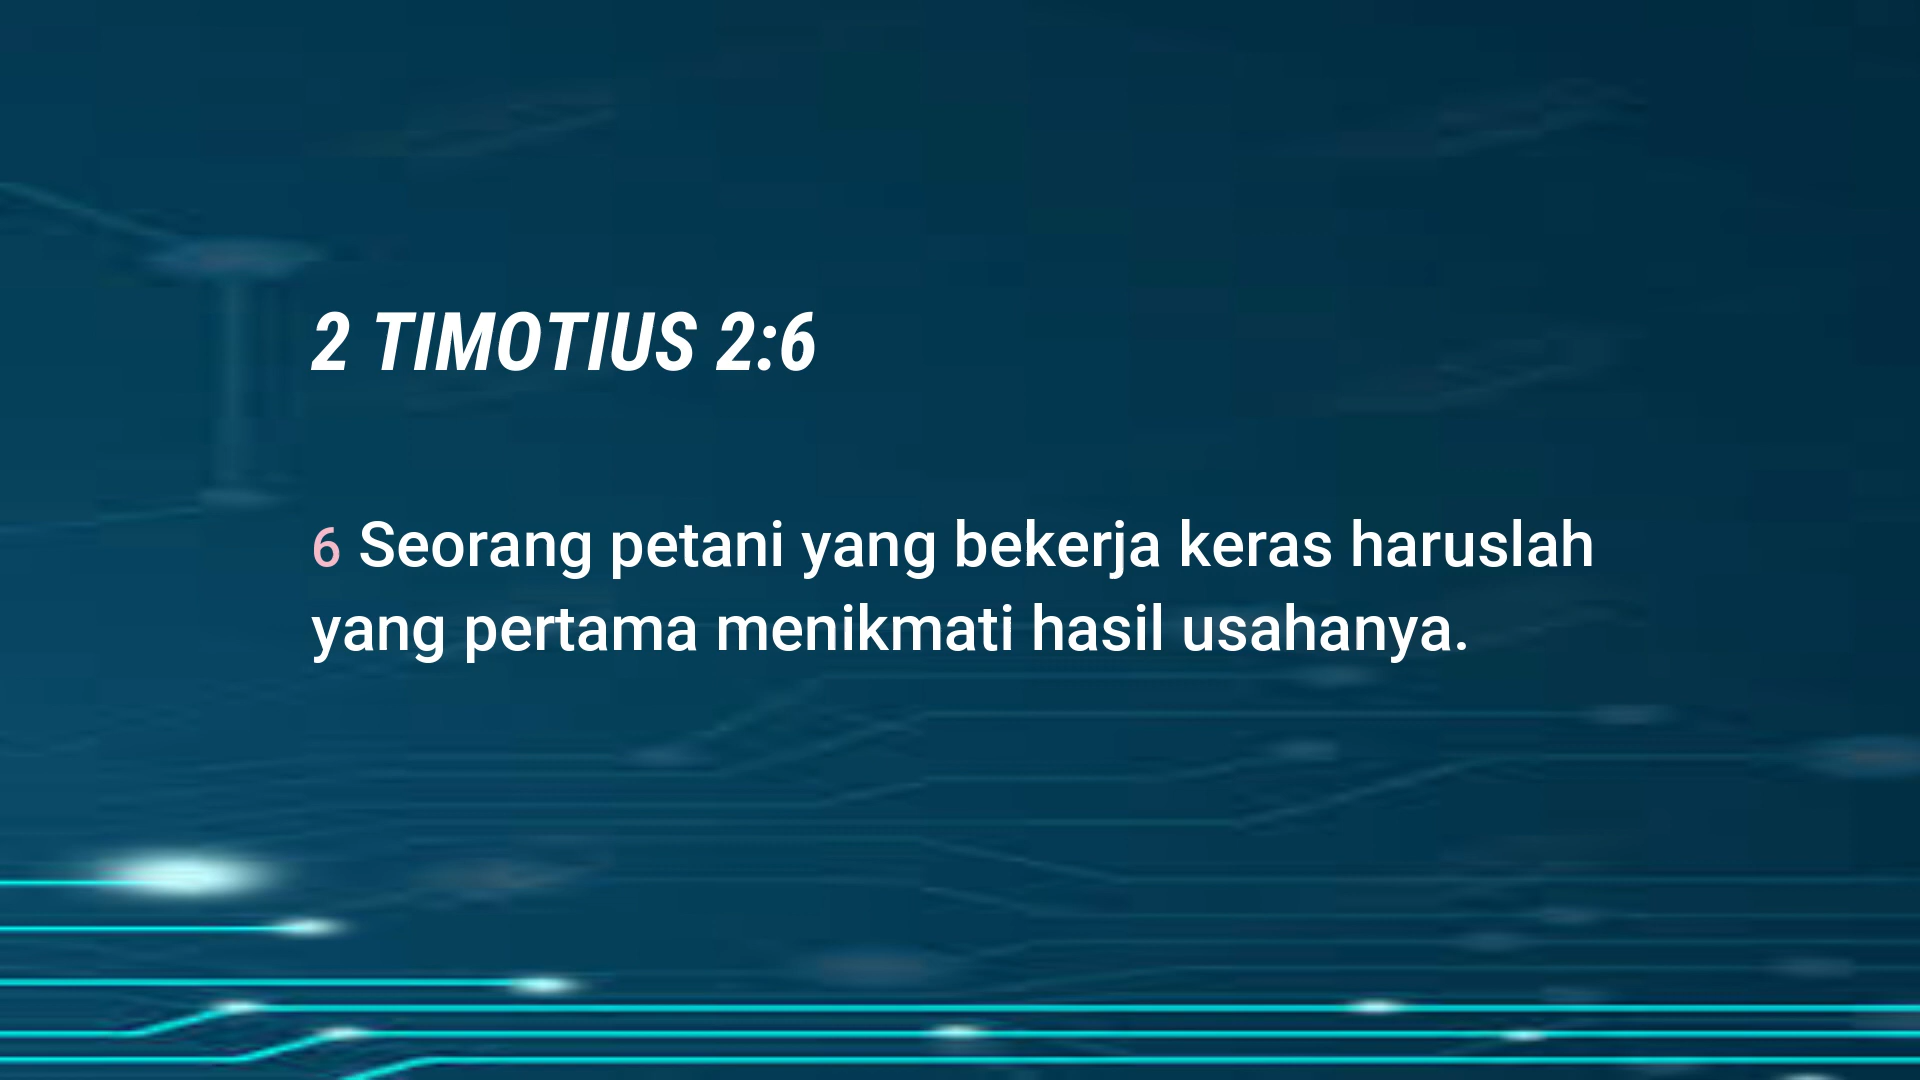 2 TIMOTIUS 2:6
6 Seorang petani yang bekerja keras haruslah
yang pertama menikmati hasil usahanya.